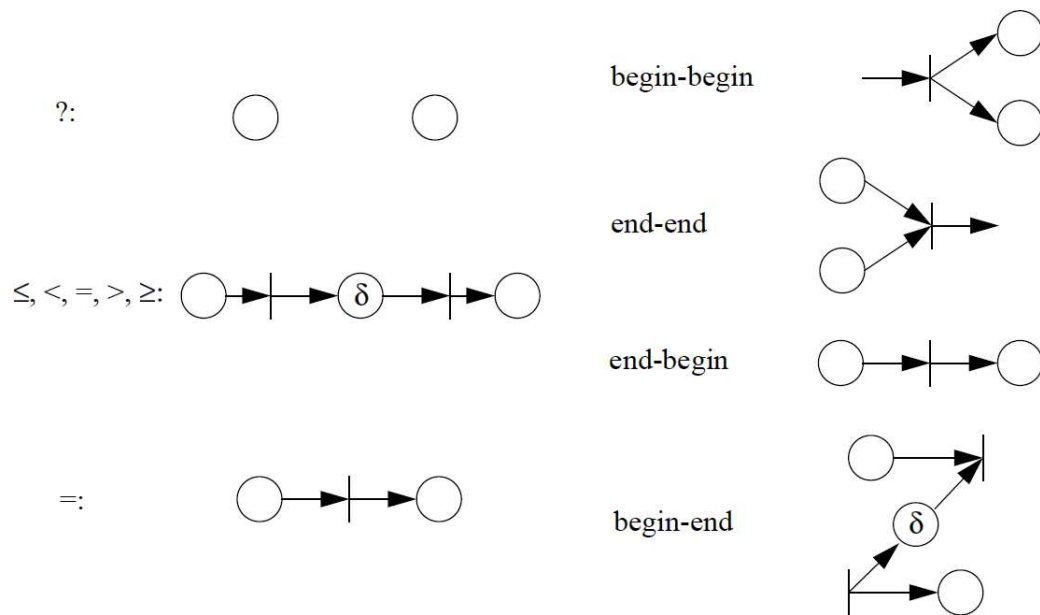 ?:
≤, <, =, >, ≥:
δ
=:
begin-begin
end-end
end-begin
begin-end
δ